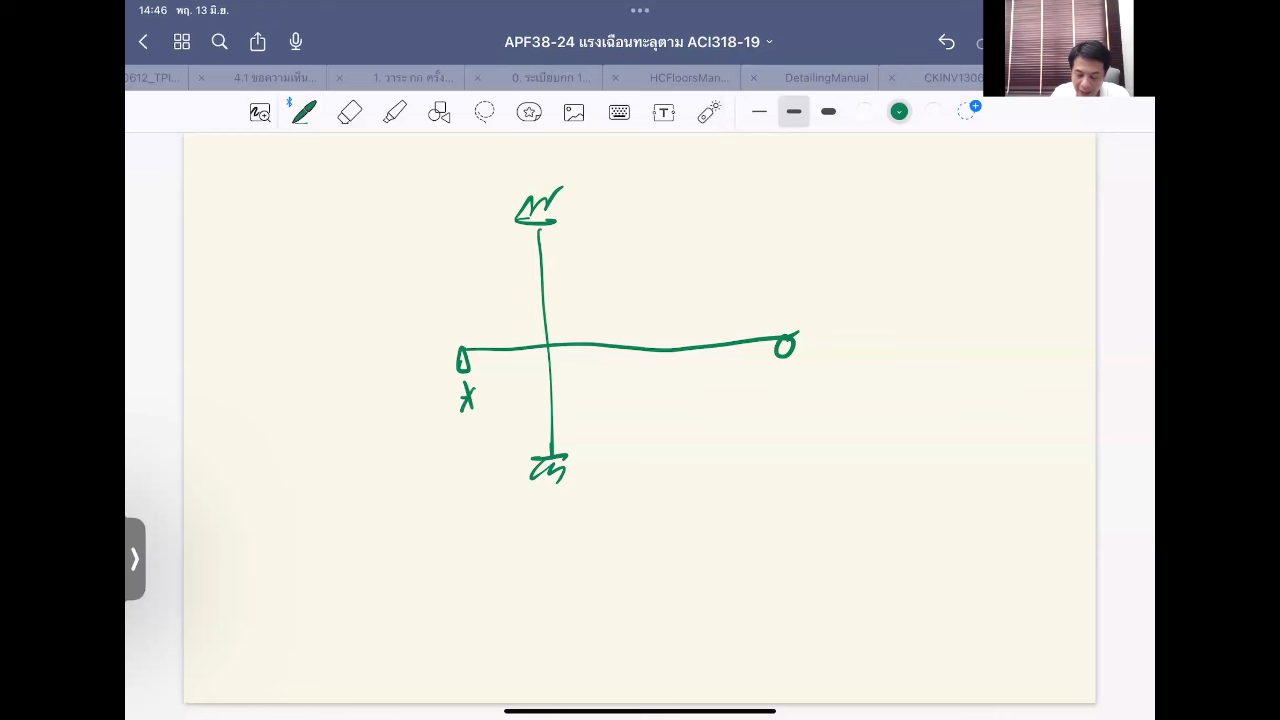 14:46 พฤ. 13 มิ.ย.
APF38-24 แรงเฉือนทะลุตาม ACI318-19
0612_TPI... 4.1 ขอความเห็น... 1. วาระ กก ครั้ง... 0. ระเบียบกก 1... HCFloorsMan... DetailingManual CKINV1306
T